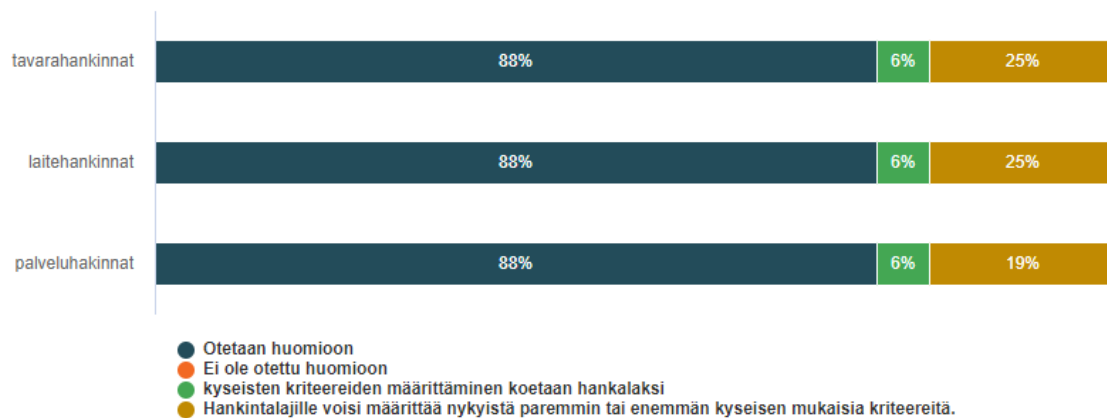 tavarahankinnat 88% 6% 25%
laitehankinnat 88% 6% 25%
palveluhakinnat 88% 6% 19%
Otetaan huomioon
Ei ole otettu huomioon
kyseisten kriteereiden määrittäminen koetaan hankalaksi
Hankintalajille voisi määrittää nykyistä paremmin tai enemmän kyseisen mukaisia kriteereitä.